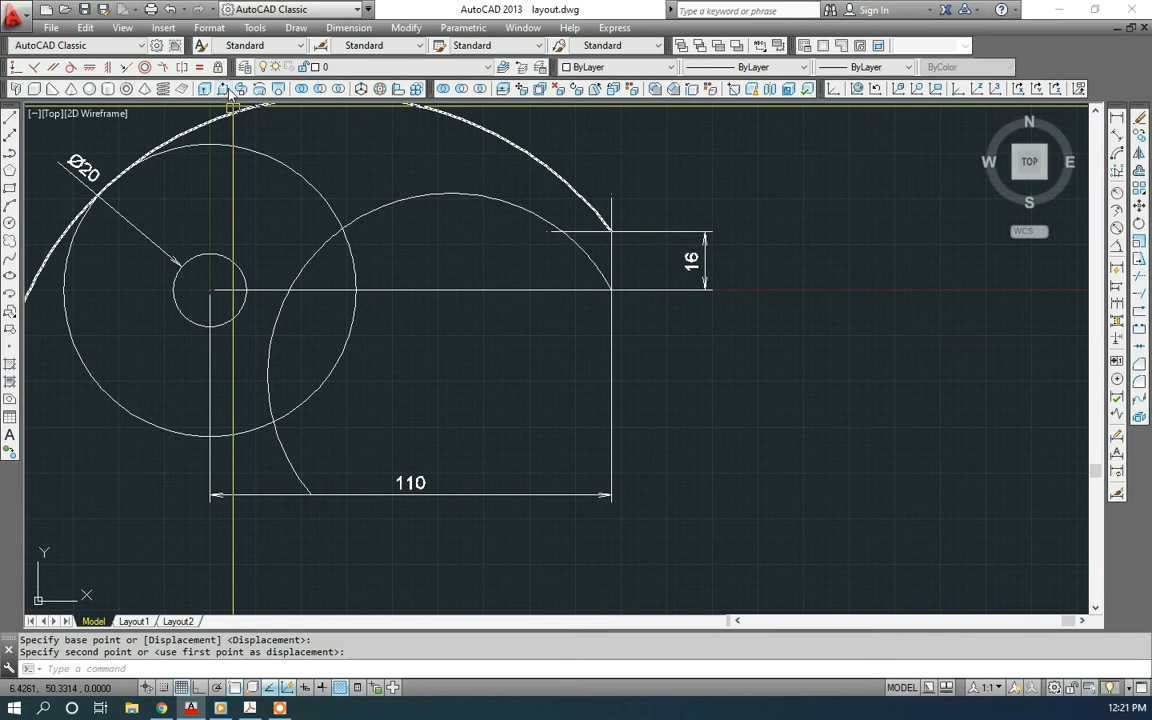 AutoCAD Classic
AutoCAD 2013 layout.dwg
Type a keyword or phrase
Sign In
File Edit View Insert Format Tools Draw Dimension Modify Parametric Window Help Express
AutoCAD Classic
Standard
Standard
Standard
Standard
0
ByLayer
ByLayer
ByLayer
ByColor
[−][Top][2D Wireframe]
N
W
TOP
E
S
WCS
Ø20
16
110
Y
X
Model Layout1 Layout2
Specify base point or [Displacement] <Displacement>:
Specify second point or <use first point as displacement>:
Type a command
6.4261, 50.3314, 0.0000
MODEL
1:1
12:21 PM